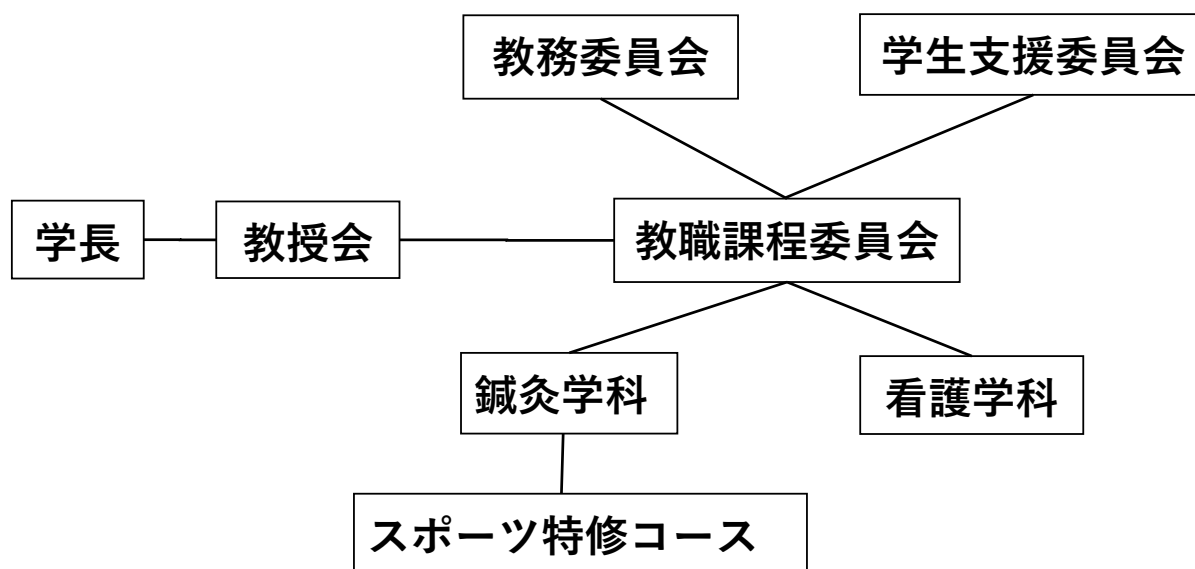 教務委員会
学生支援委員会
学長
教授会
教職課程委員会
鍼灸学科
看護学科
スポーツ特修コース